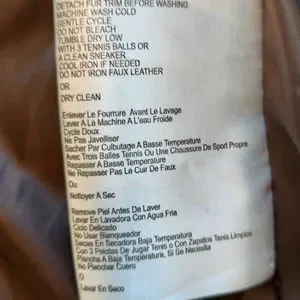 DETACH FUR TRIM BEFORE WASHING
MACHINE WASH COLD
GENTLE CYCLE
DO NOT BLEACH
TUMBLE DRY LOW
WITH 3 TENNIS BALLS OR
A CLEAN SNEAKER
COOL IRON IF NEEDED
DO NOT IRON FAUX LEATHER
OR
DRY CLEAN
Enlever Le Fourrure Avant Le Lavage
Laver A La Machine A L'eau Froide
Cycle Doux
Ne Pas Javelliser
Secher Par Culbutage A Basse Temperature
Avec Trois Balles Tennis Ou Une Chaussure De Sport Propre
Repasser A Basse Temperature
Ne Repasser Pas Le Cuir De Faux
Ou
Nottoyer A Sec
Remove Piel Antes De Laver
Lavar En Lavadora Con Agua Fria
Ciclo Delicado
No Usar Blanqueador
Secae En Secadora Baja Temperatura
Con 3 Pelotas De Jugar Tenis o Con Zapatos Tenis Limpios
Plancha A Baja Temperatura, Si Se Necesita
No Planchar Cuero
O
Lavar En Seco